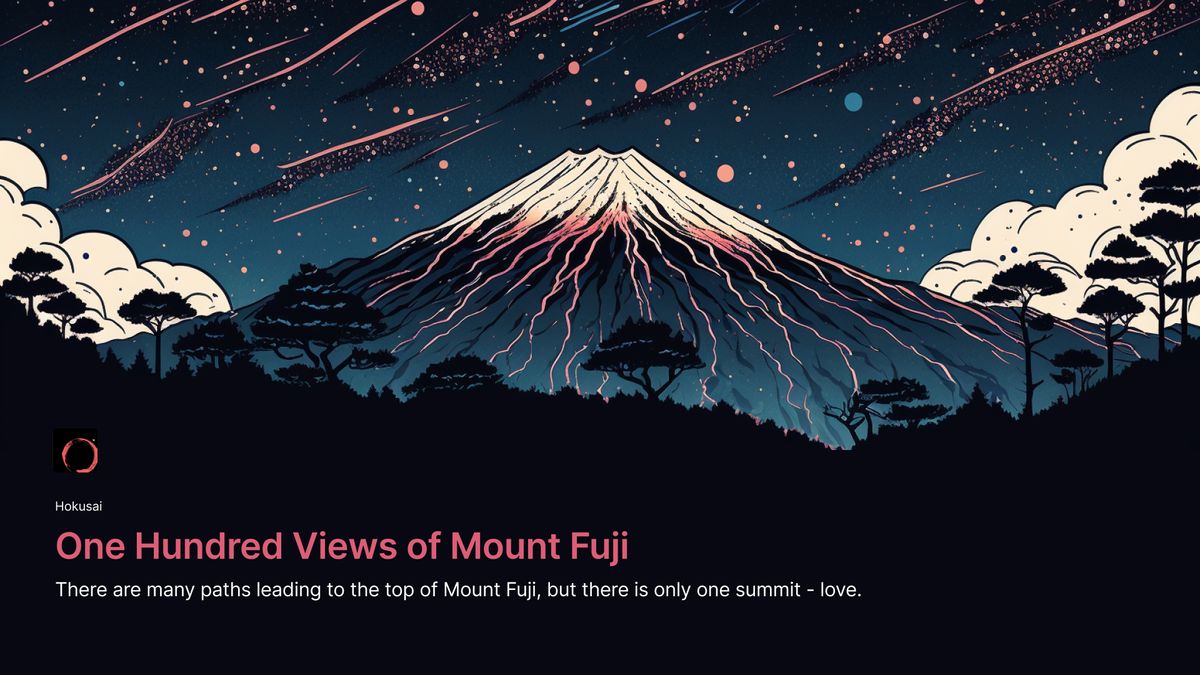 Hokusai
One Hundred Views of Mount Fuji
There are many paths leading to the top of Mount Fuji, but there is only one summit - love.